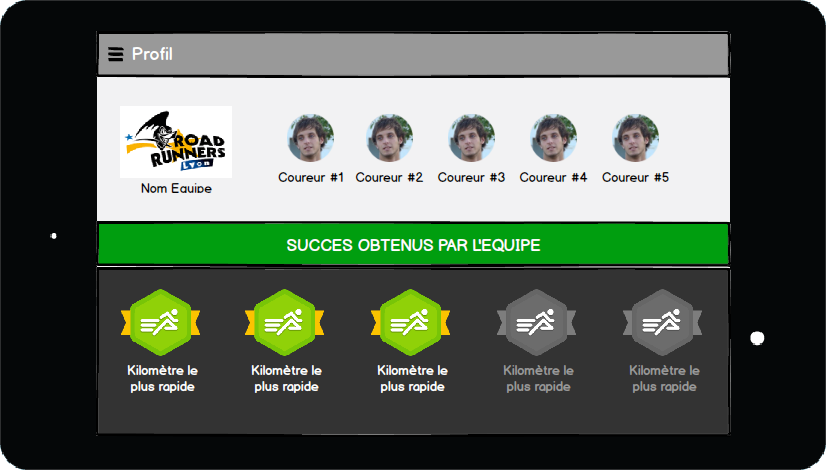 Profil
ROAD
RUNNERS
Lyon
Nom Equipe
Coureur #1 Coureur #2 Coureur #3 Coureur #4 Coureur #5
SUCCES OBTENUS PAR L'EQUIPE
Kilomètre le Kilomètre le Kilomètre le Kilomètre le Kilomètre le
plus rapide plus rapide plus rapide plus rapide plus rapide